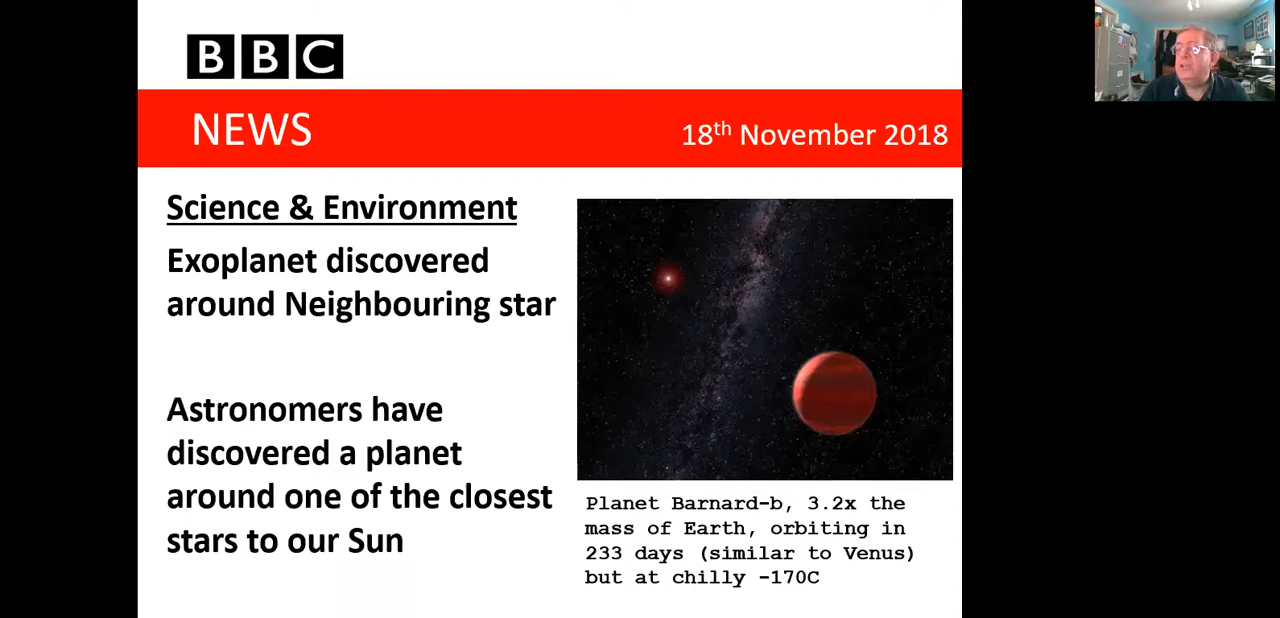 BBC
NEWS
18th November 2018
Science & Environment
Exoplanet discovered
around Neighbouring star
Astronomers have
discovered a planet
around one of the closest
stars to our Sun
Planet Barnard-b, 3.2x the
mass of Earth, orbiting in
233 days (similar to Venus)
but at chilly -170C